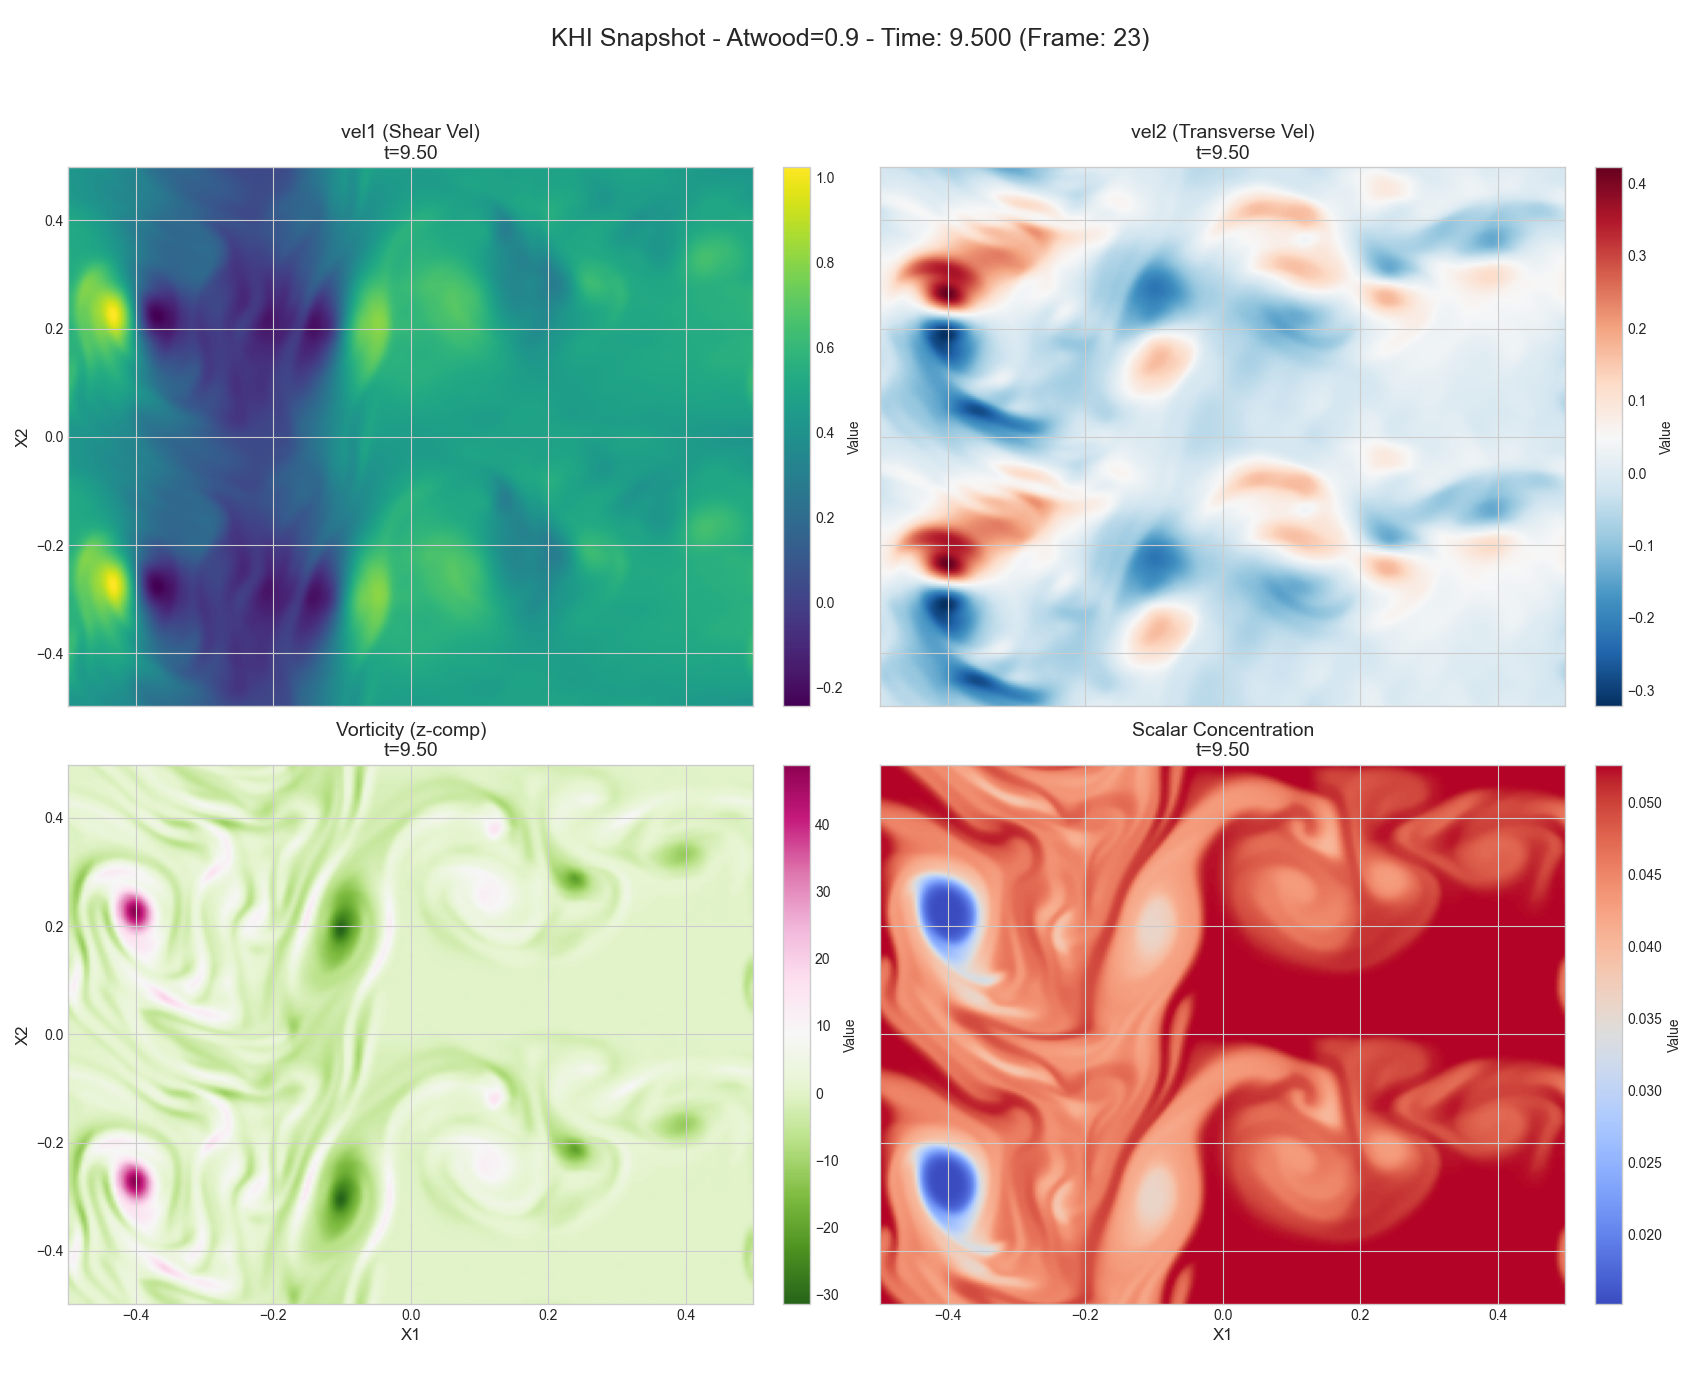 KHI Snapshot - Atwood=0.9 - Time: 9.500 (Frame: 23)
vel1 (Shear Vel)
t=9.50
vel2 (Transverse Vel)
t=9.50
X2
0.4
0.2
0.0
−0.2
−0.4
1.0
0.8
0.6
0.4
0.2
0.0
−0.2
Value
0.4
0.3
0.2
0.1
0.0
−0.1
−0.2
−0.3
Value
Vorticity (z-comp)
t=9.50
Scalar Concentration
t=9.50
X2
0.4
0.2
0.0
−0.2
−0.4
−0.4
−0.2
0.0
0.2
0.4
X1
40
30
20
10
0
−10
−20
−30
Value
−0.4
−0.2
0.0
0.2
0.4
X1
0.050
0.045
0.040
0.035
0.030
0.025
0.020
Value